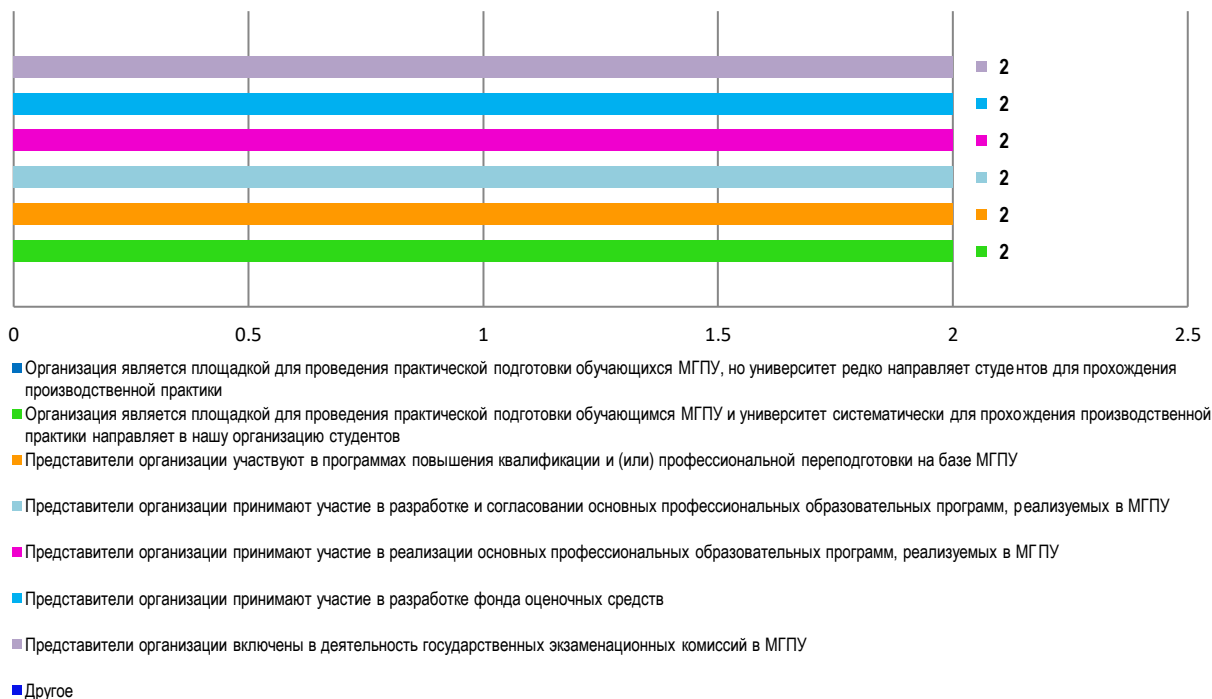 2
2
2
2
2
2
0 0.5 1 1.5 2 2.5
Организация является площадкой для проведения практической подготовки обучающихся МГПУ, но университет редко направляет студентов для прохождения
производственной практики
Организация является площадкой для проведения практической подготовки обучающимся МГПУ и университет систематически для прохождения производственной
практики направляет в нашу организацию студентов
Представители организации участвуют в программах повышения квалификации и (или) профессиональной переподготовки на базе МГПУ
Представители организации принимают участие в разработке и согласовании основных профессиональных образовательных программ, реализуемых в МГПУ
Представители организации принимают участие в реализации основных профессиональных образовательных программ, реализуемых в МГПУ
Представители организации принимают участие в разработке фонда оценочных средств
Представители организации включены в деятельность государственных экзаменационных комиссий в МГПУ
Другое